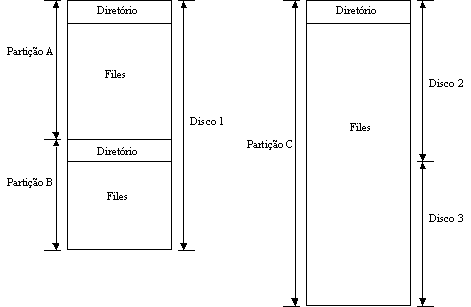 Diretório
Partição A
Files
Disco 1
Diretório
Partição B
Files
Diretório
Disco 2
Files
Partição C
Disco 3